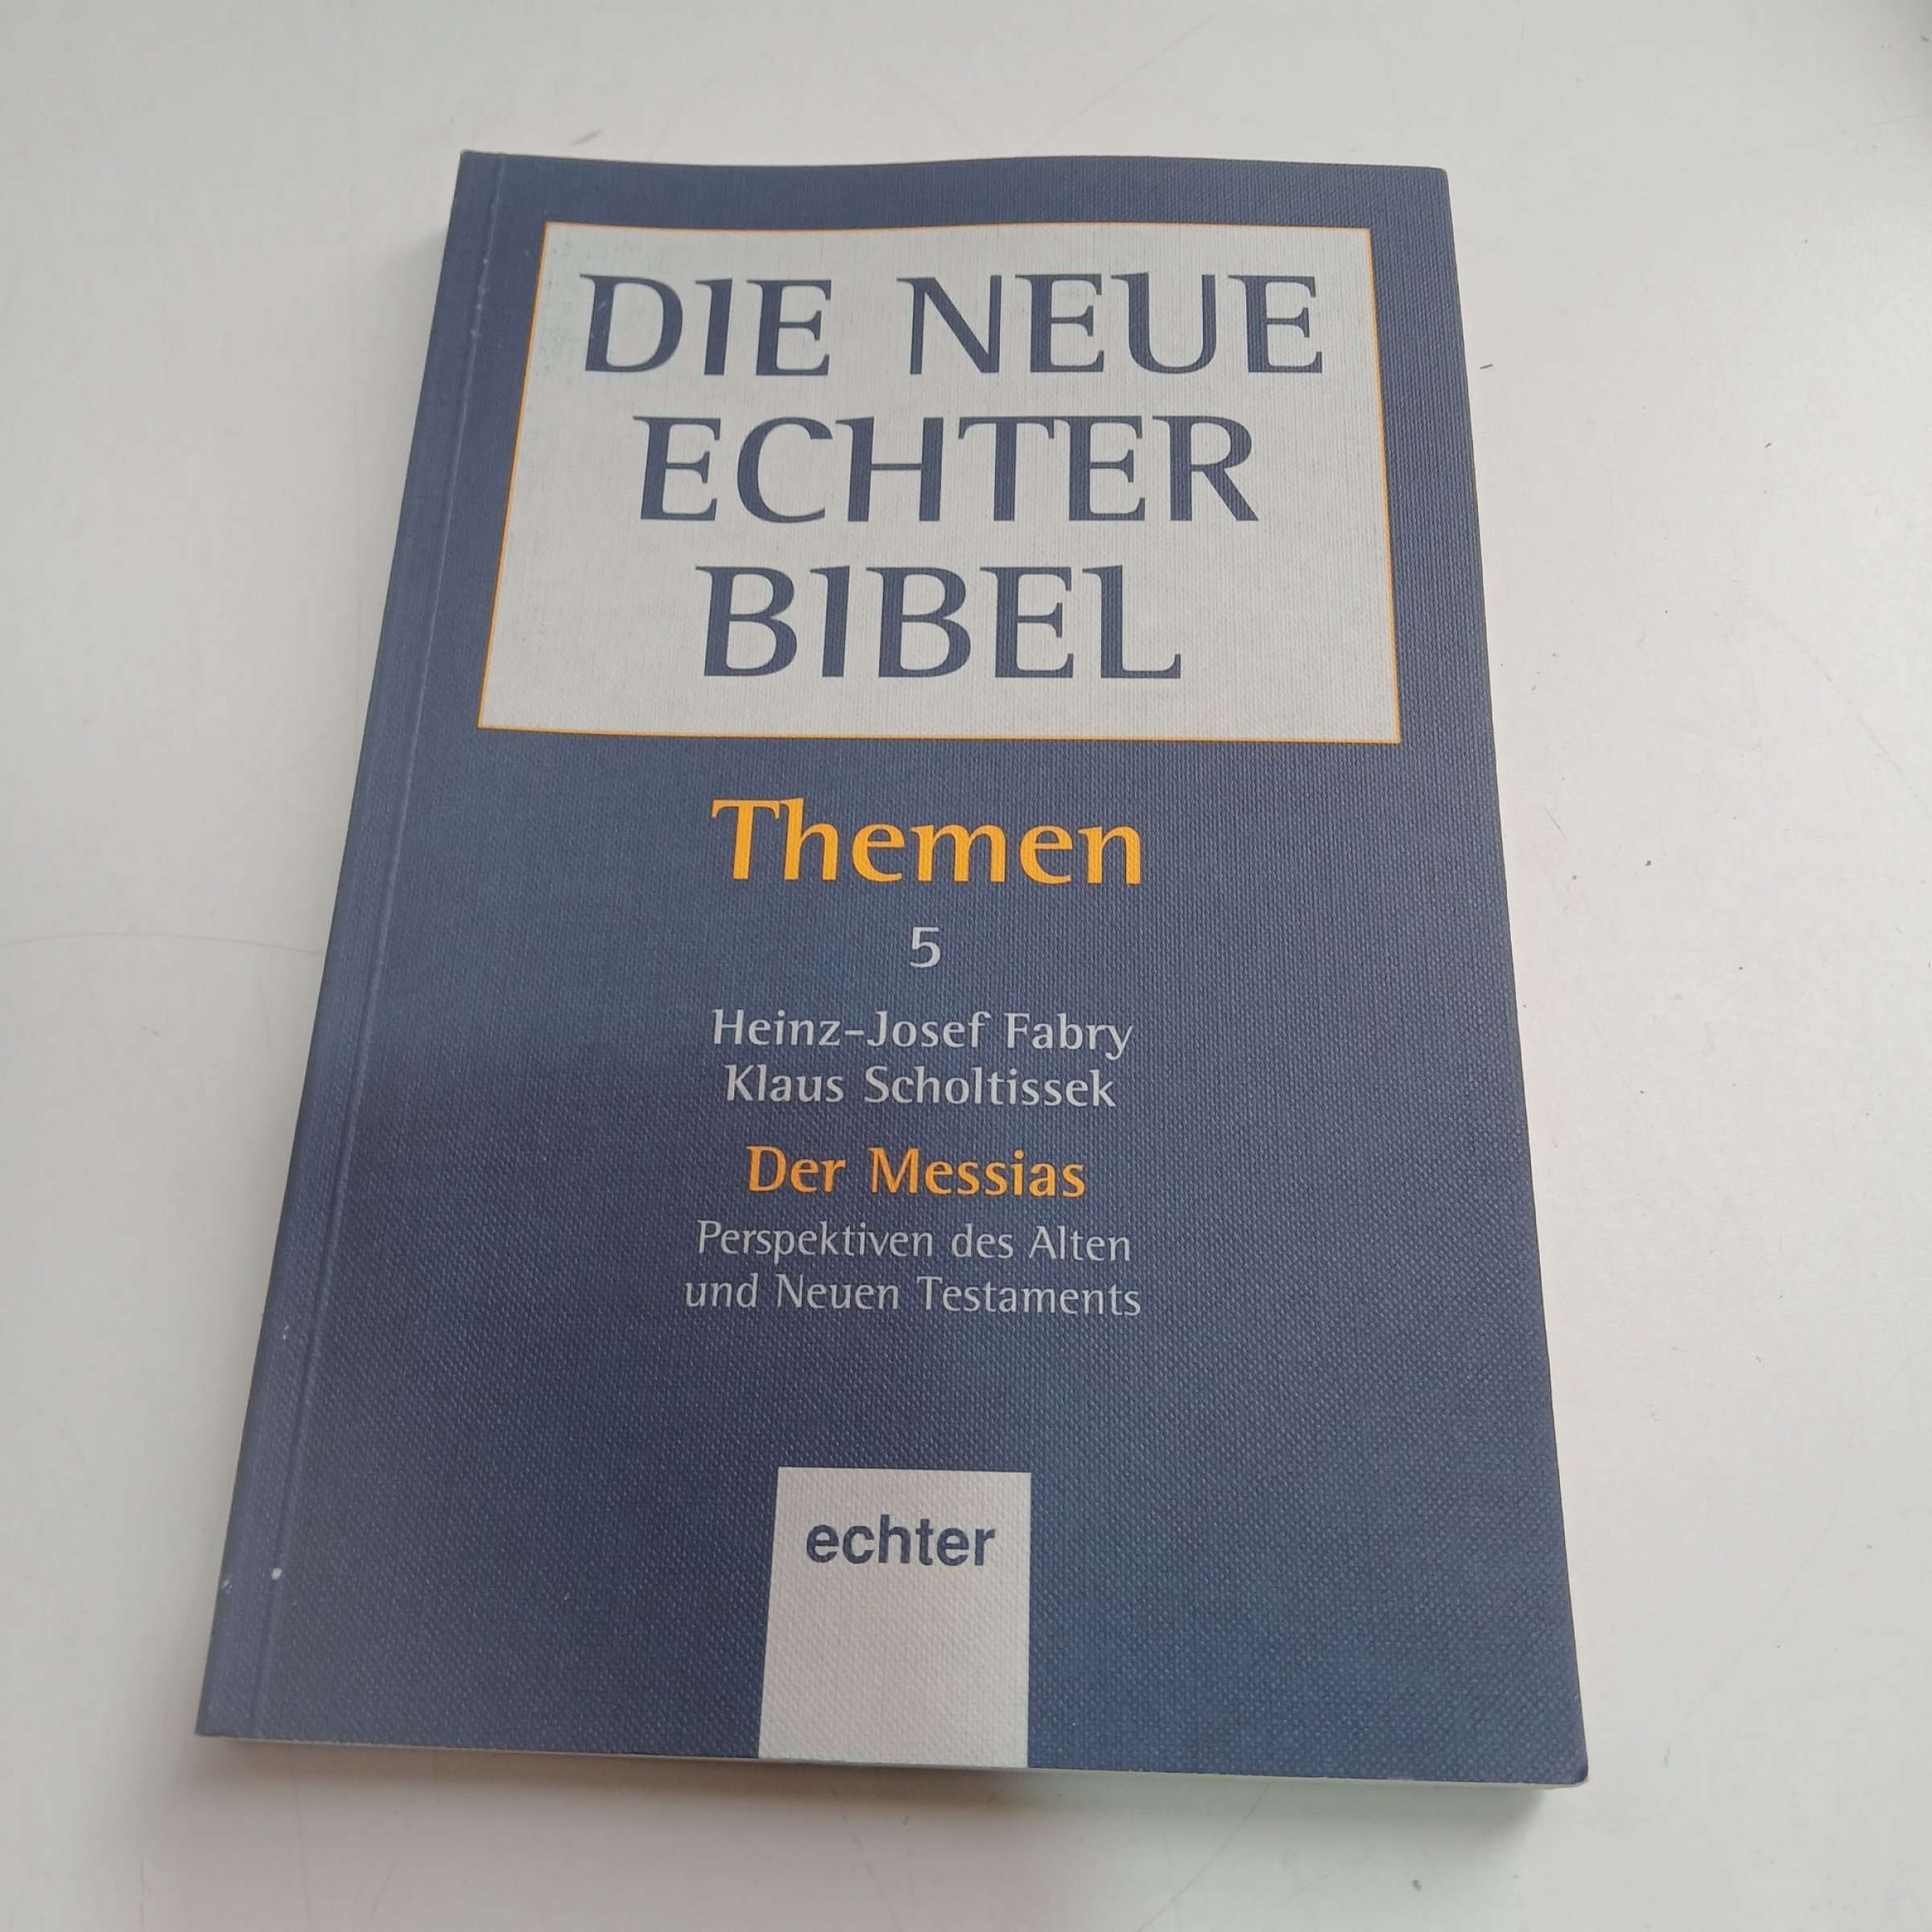 DIE NEUE
ECHTER
BIBEL
Themen
5
Heinz-Josef Fabry
Klaus Scholtissek
Der Messias
Perspektiven des Alten
und Neuen Testaments
echter